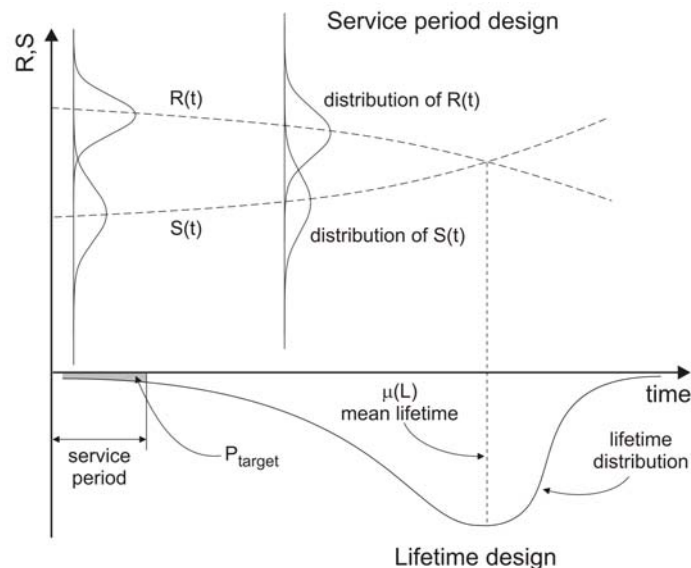 Service period design
R,S
R(t)
distribution of R(t)
S(t)
distribution of S(t)
time
μ(L)
mean lifetime
service
period
P_target
lifetime
distribution
Lifetime design